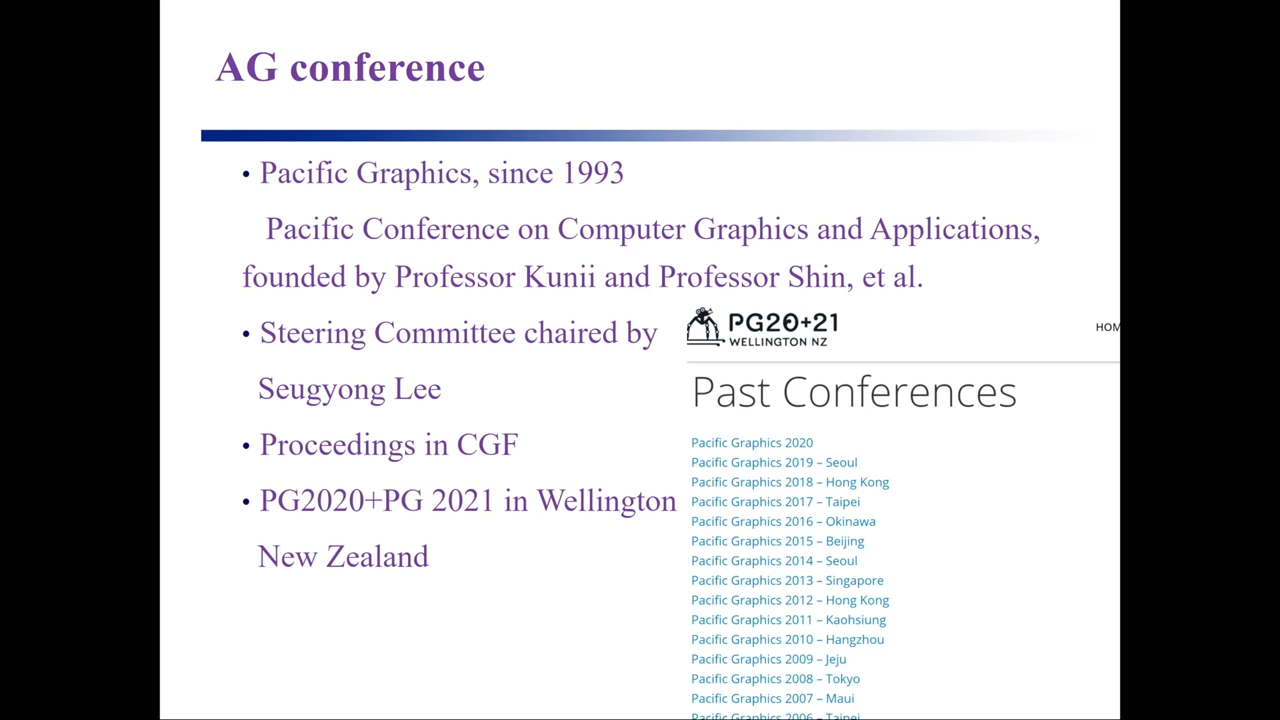 AG conference
• Pacific Graphics, since 1993
Pacific Conference on Computer Graphics and Applications,
founded by Professor Kunii and Professor Shin, et al.
• Steering Committee chaired by
Seugyong Lee
• Proceedings in CGF
• PG2020+PG 2021 in Wellington
New Zealand
PG20+21
WELLINGTON NZ
HOM
Past Conferences
Pacific Graphics 2020
Pacific Graphics 2019 – Seoul
Pacific Graphics 2018 – Hong Kong
Pacific Graphics 2017 – Taipei
Pacific Graphics 2016 – Okinawa
Pacific Graphics 2015 – Beijing
Pacific Graphics 2014 – Seoul
Pacific Graphics 2013 – Singapore
Pacific Graphics 2012 – Hong Kong
Pacific Graphics 2011 – Kaohsiung
Pacific Graphics 2010 – Hangzhou
Pacific Graphics 2009 – Jeju
Pacific Graphics 2008 – Tokyo
Pacific Graphics 2007 – Maui
Pacific Graphics 2006 – Taipei